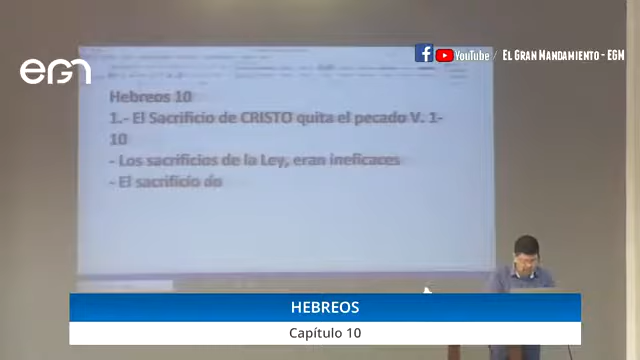 EGM
YouTube / EL GRAN MANDAMIENTO - EGM
Hebreos 10
1.- El Sacrificio de CRISTO quita el pecado V. 1-
10
- Los sacrificios de la Ley, eran ineficaces
- El sacrificio
HEBREOS
Capítulo 10